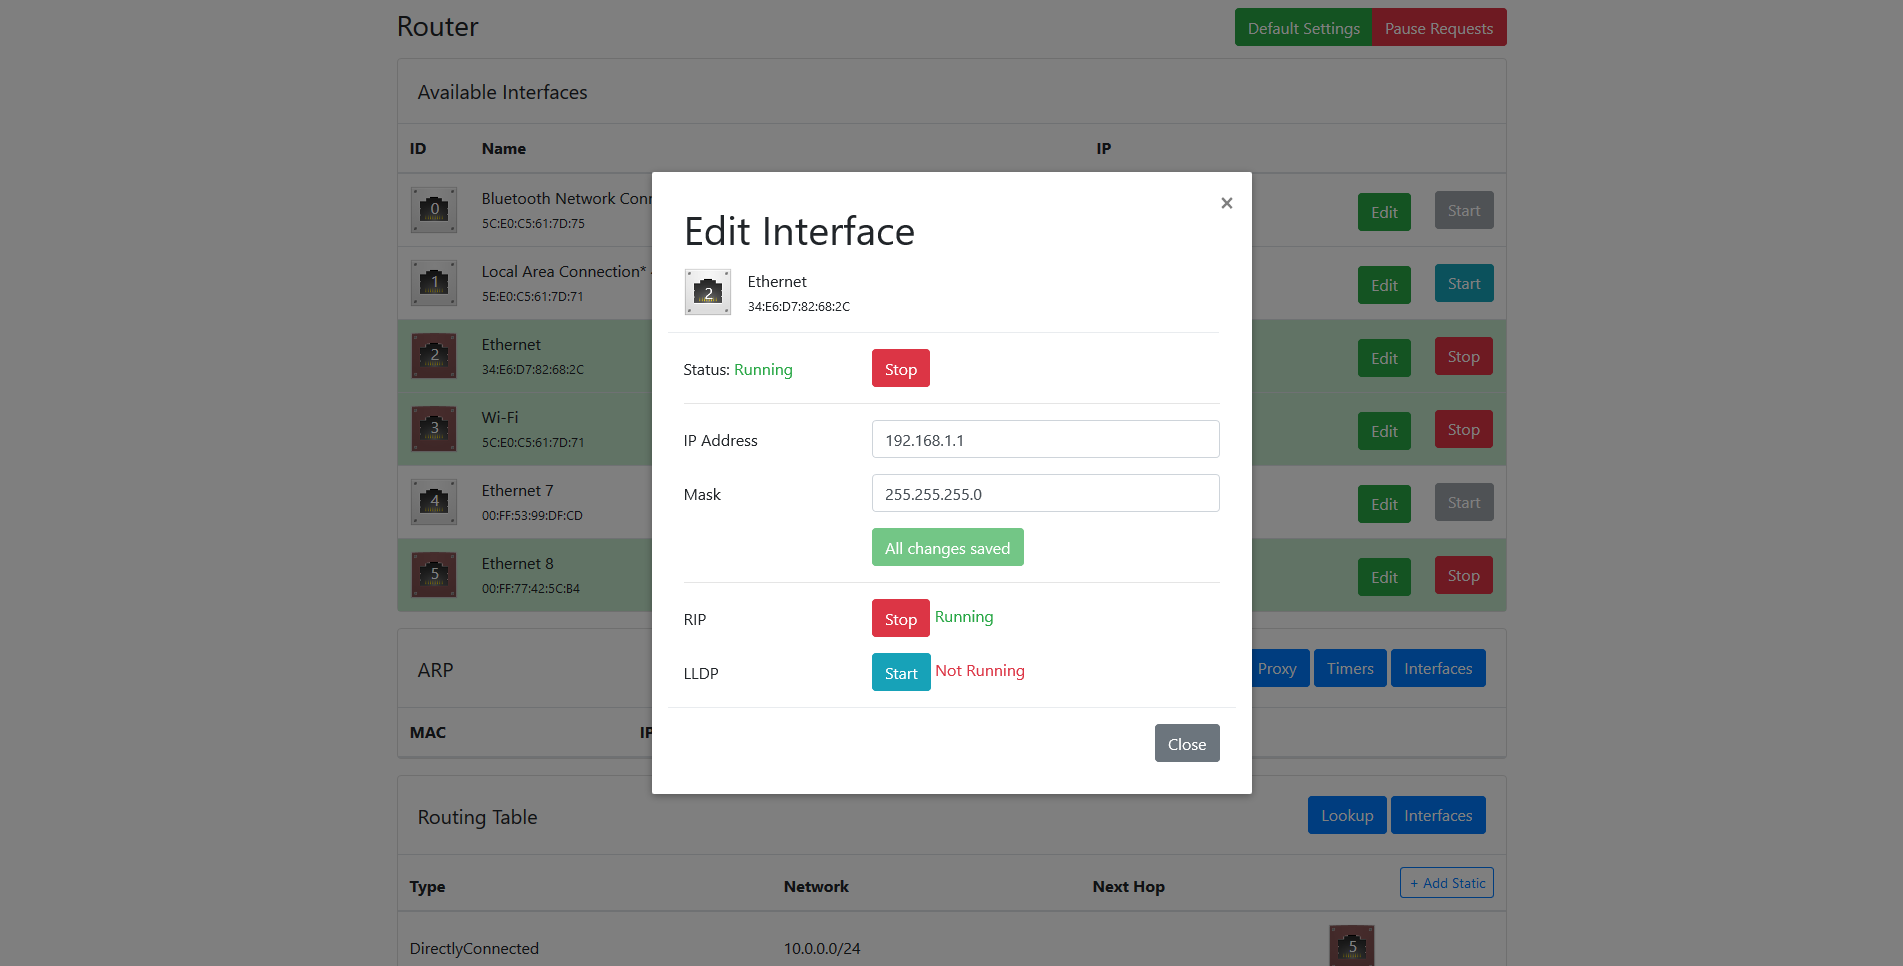 Router
Default Settings Pause Requests
Available Interfaces
ID Name IP
0 Bluetooth Network
5C:E0:C5:61:7D:75
Edit Start
1 Local Area Connection*
5E:E0:C5:61:7D:71
Edit Start
2 Ethernet
34:E6:D7:82:68:2C
Edit Stop
3 Wi-Fi
5C:E0:C5:61:7D:71
Edit Stop
4 Ethernet 7
00:FF:53:99:DF:CD
Edit Start
5 Ethernet 8
00:FF:77:42:5C:B4
Edit Stop
×
Edit Interface
2 Ethernet
34:E6:D7:82:68:2C
Status: Running Stop
IP Address 192.168.1.1
Mask 255.255.255.0
All changes saved
RIP Stop Running
LLDP Start Not Running
Close
ARP
Proxy Timers Interfaces
MAC IP
Routing Table
Lookup Interfaces
Type Network Next Hop + Add Static
DirectlyConnected 10.0.0.0/24 5